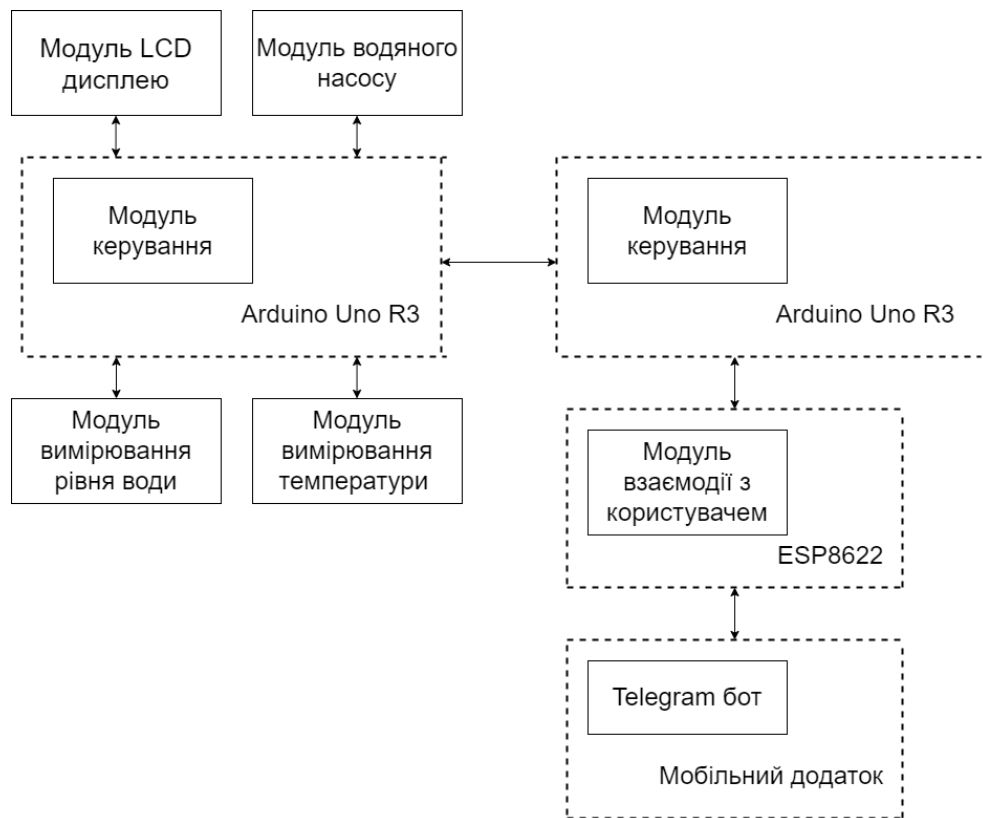 Модуль LCD
дисплею
Модуль водяного
насосу
Модуль
керування
Arduino Uno R3
Модуль
керування
Arduino Uno R3
Модуль
вимірювання
рівня води
Модуль
вимірювання
температури
Модуль
взаємодії з
користувачем
ESP8622
Telegram бот
Мобільний додаток